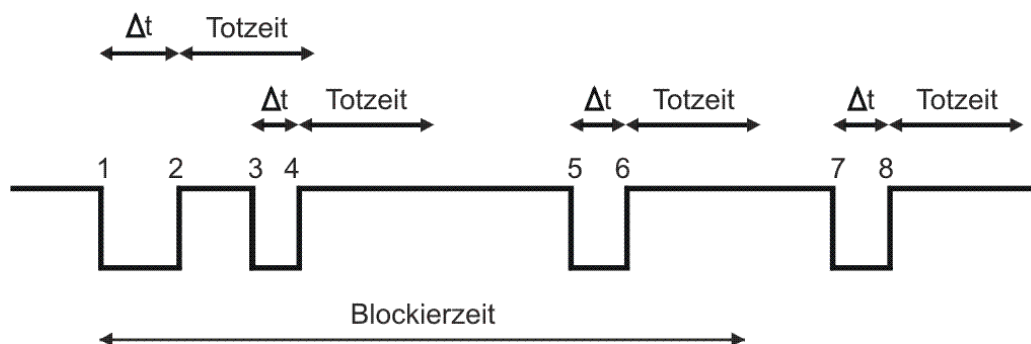 Δt Totzeit
Δt Totzeit Δt Totzeit Δt Totzeit
1 2 3 4 5 6 7 8
Blockierzeit